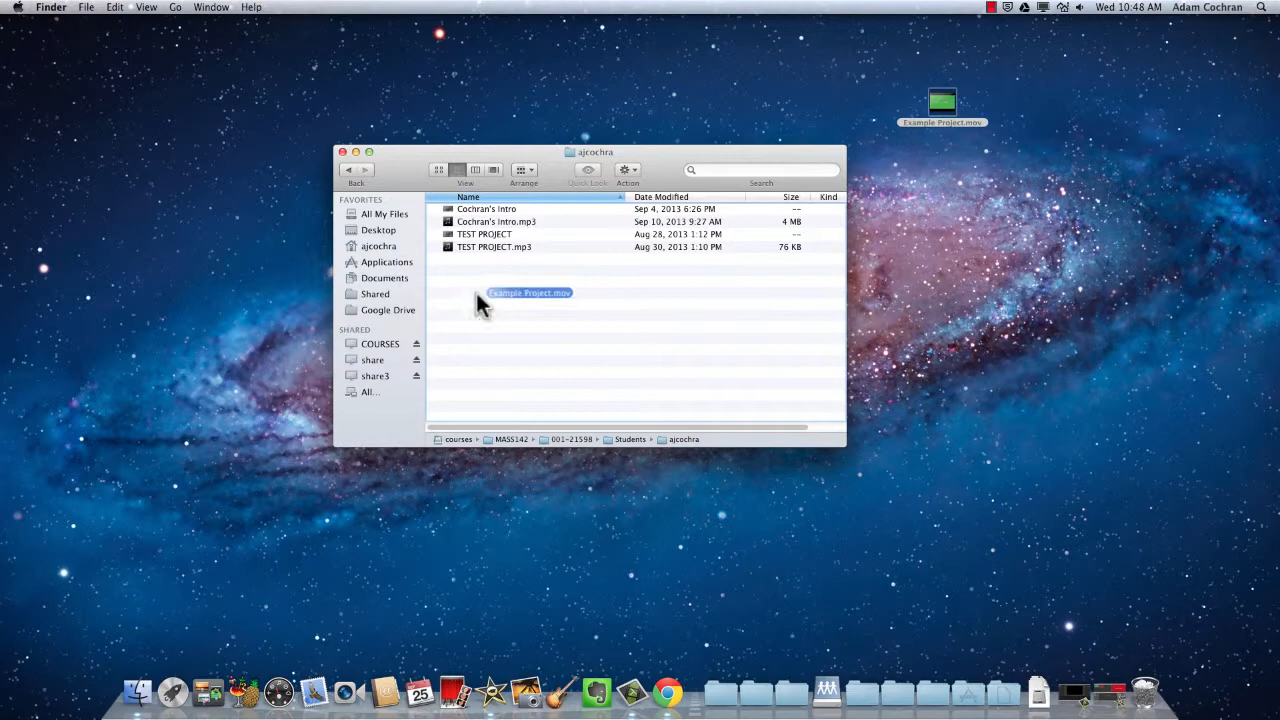 Finder File Edit View Go Window Help Wed 10:48 AM Adam Cochran
Example Project.mov
ajcochra
Back View Arrange Quick Look Action Search
FAVORITES
All My Files
Desktop
ajcochra
Applications
Documents
Shared
Google Drive
SHARED
COURSES
share
share3
All...
Name Date Modified Size Kind
Cochran's Intro Sep 4, 2013 6:26 PM --
Cochran's Intro.mp3 Sep 10, 2013 9:27 AM 4 MB
TEST PROJECT Aug 28, 2013 1:12 PM --
TEST PROJECT.mp3 Aug 30, 2013 1:10 PM 76 KB
Example Project.mov
courses MASS142 001-21598 Students ajcochra
25